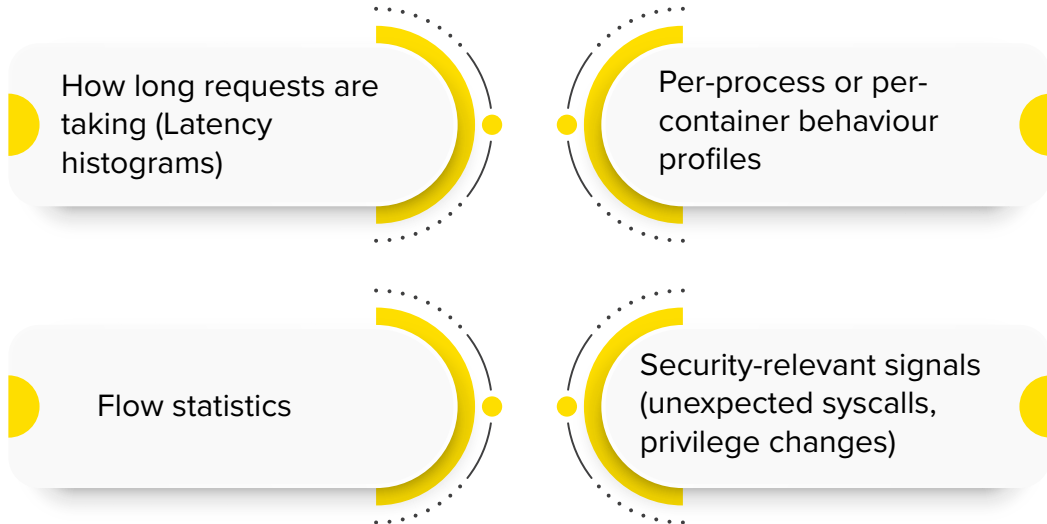 How long requests are
taking (Latency
histograms)
Per-process or per-
container behaviour
profiles
Flow statistics
Security-relevant signals
(unexpected syscalls,
privilege changes)